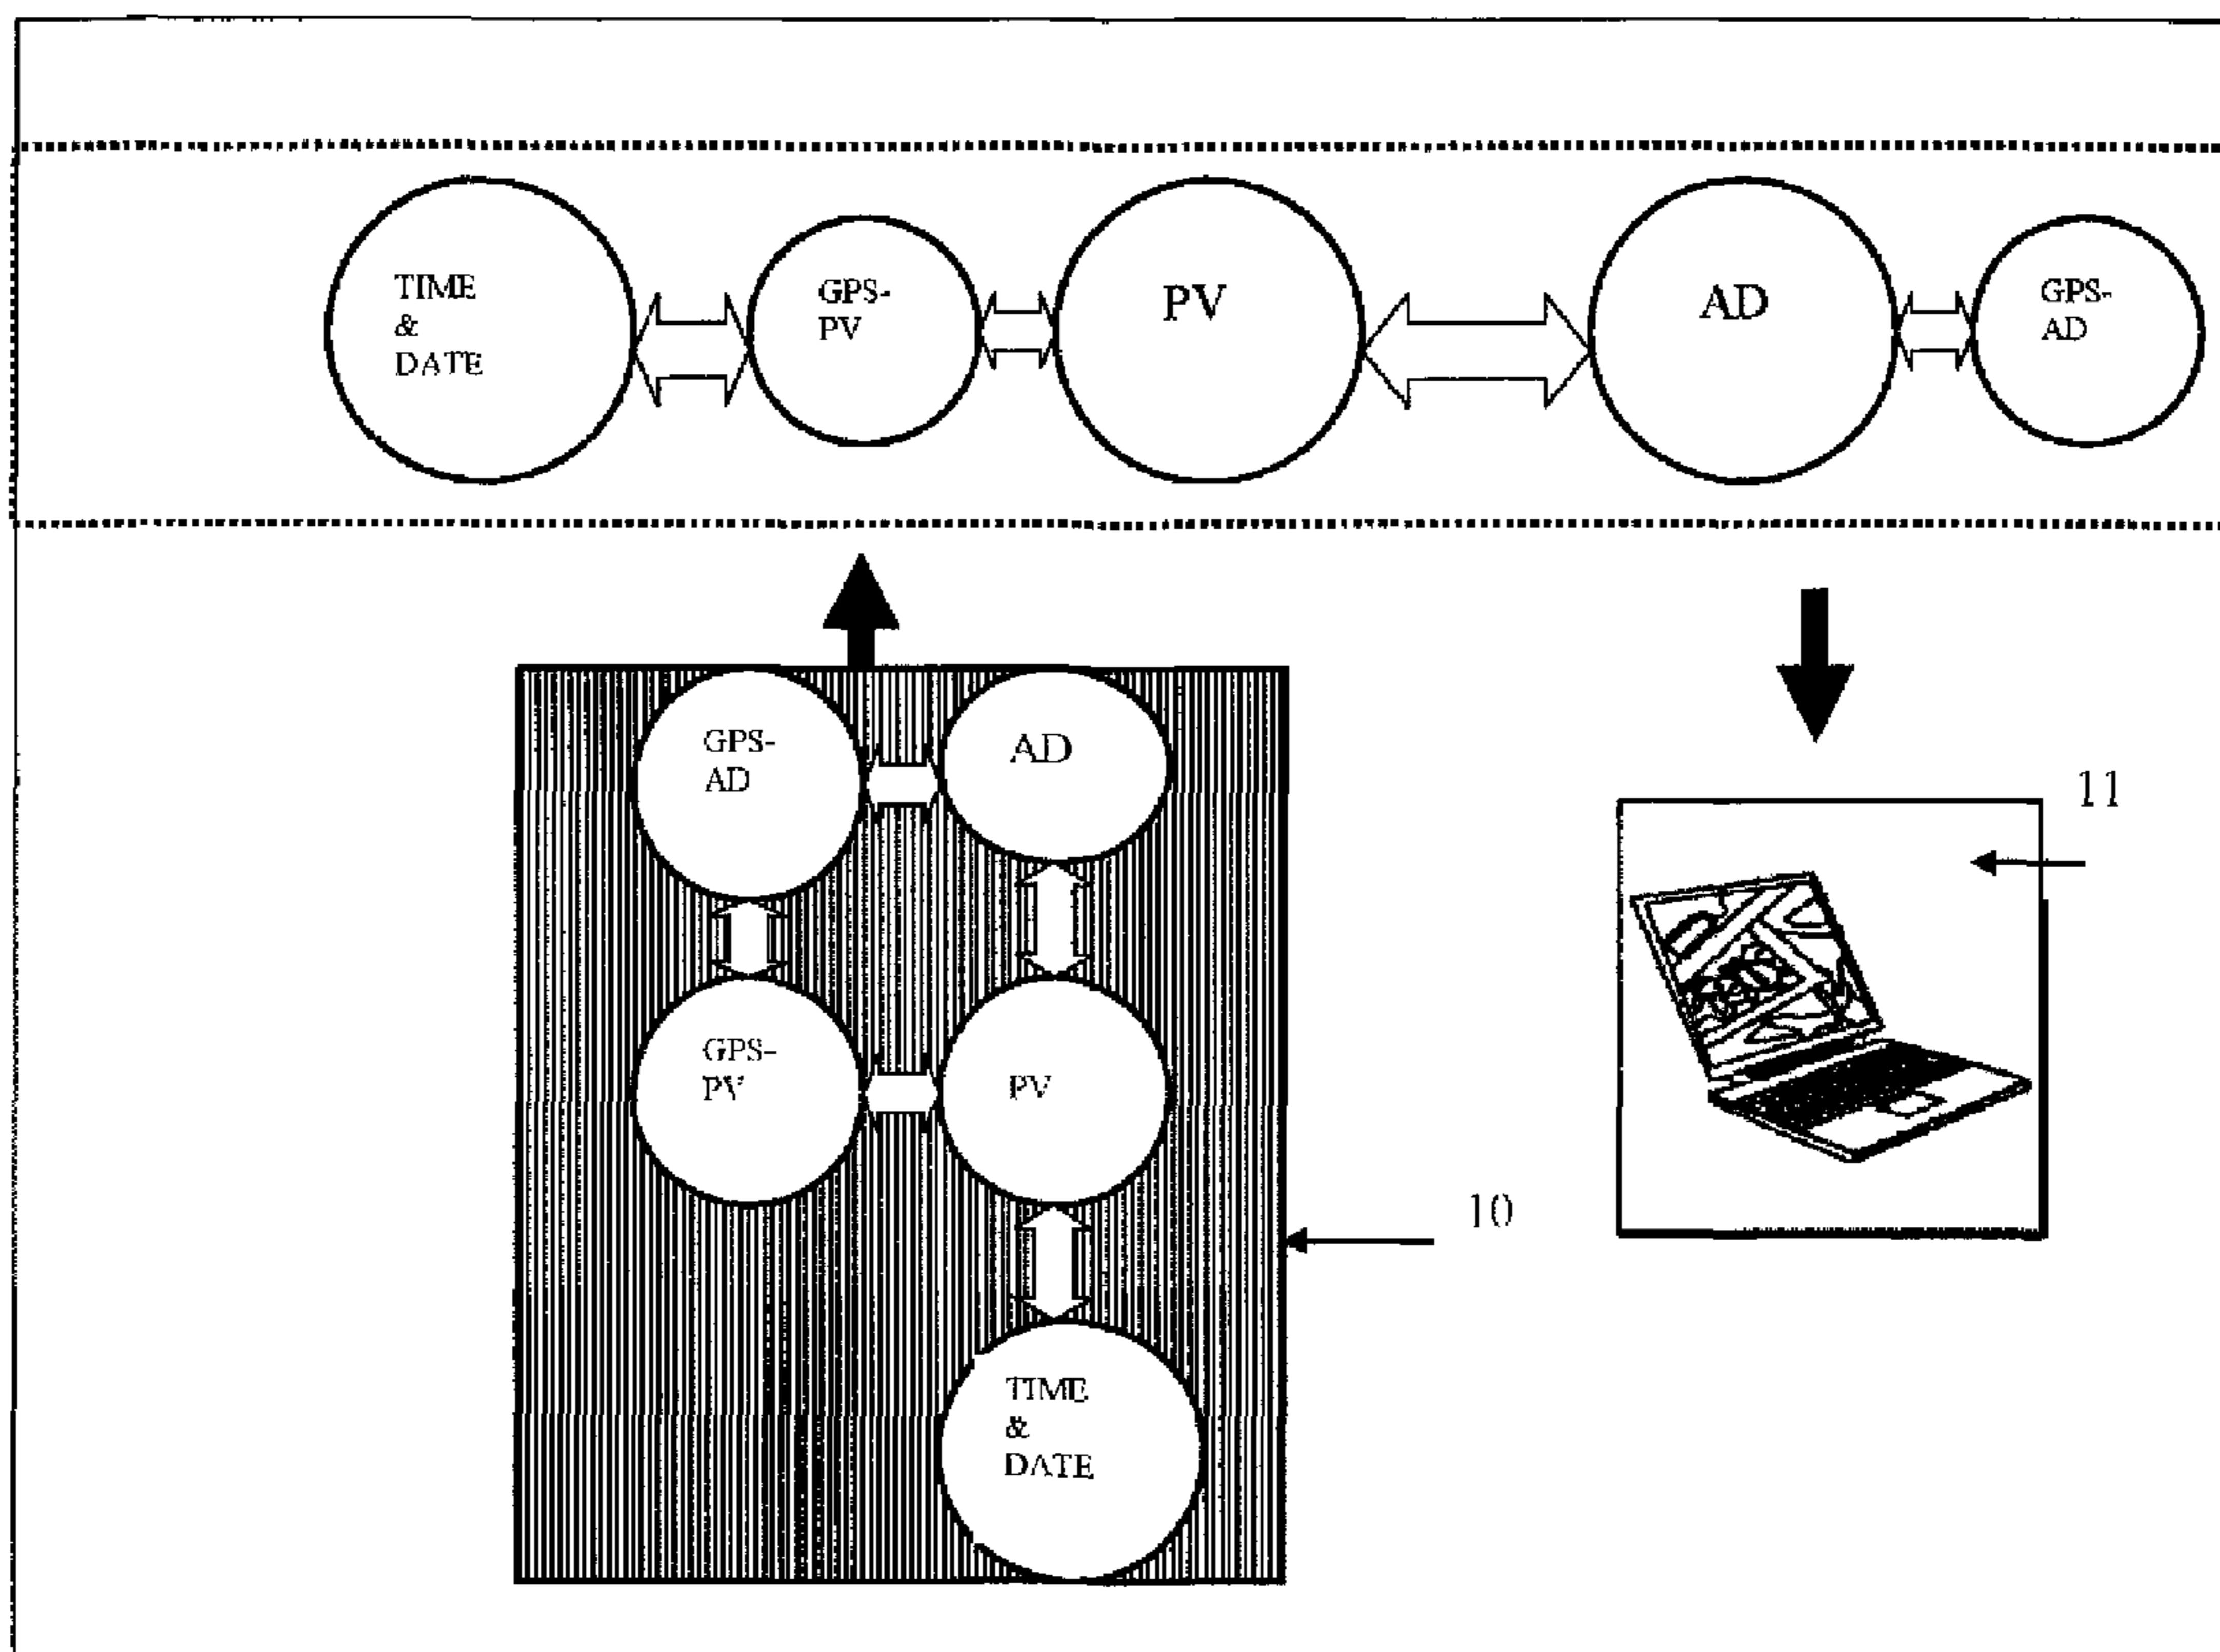 TIME
&
DATE
GPS-
PV
PV
AD
GPS-
AD
GPS-
AD
AD
11
GPS-
PV
PV
10
TIME
&
DATE